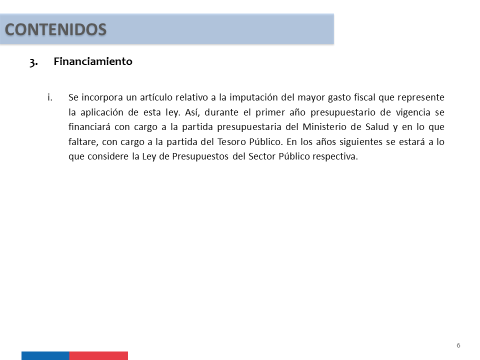 CONTENIDOS
3. Financiamiento
i. Se incorpora un artículo relativo a la imputación del mayor gasto fiscal que represente
la aplicación de esta ley. Así, durante el primer año presupuestario de vigencia se
financiará con cargo a la partida presupuestaria del Ministerio de Salud y en lo que
faltare, con cargo a la partida del Tesoro Público. En los años siguientes se estará a lo
que considere la Ley de Presupuestos del Sector Público respectiva.
6